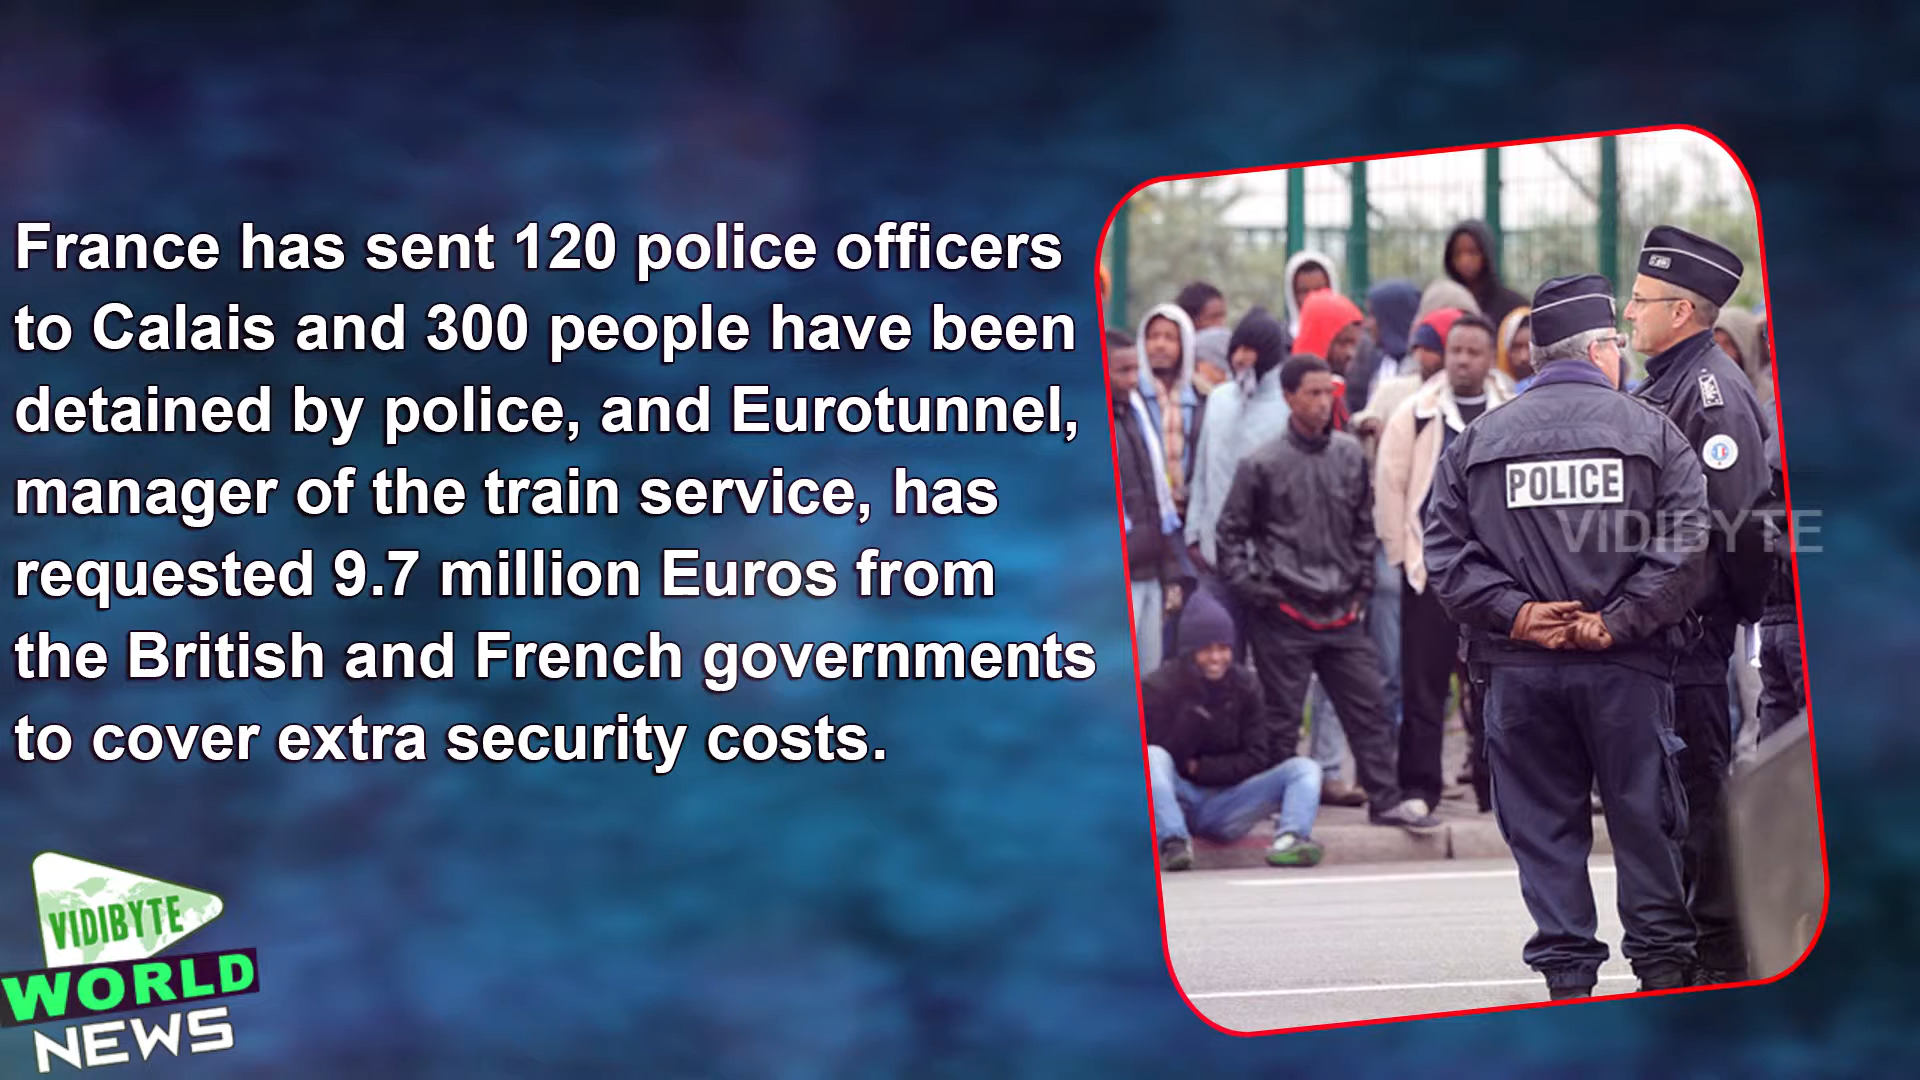 France has sent 120 police officers
to Calais and 300 people have been
detained by police, and Eurotunnel,
manager of the train service, has
requested 9.7 million Euros from
the British and French governments
to cover extra security costs.
POLICE
VIDIBYTE
VIDIBYTE
WORLD
NEWS